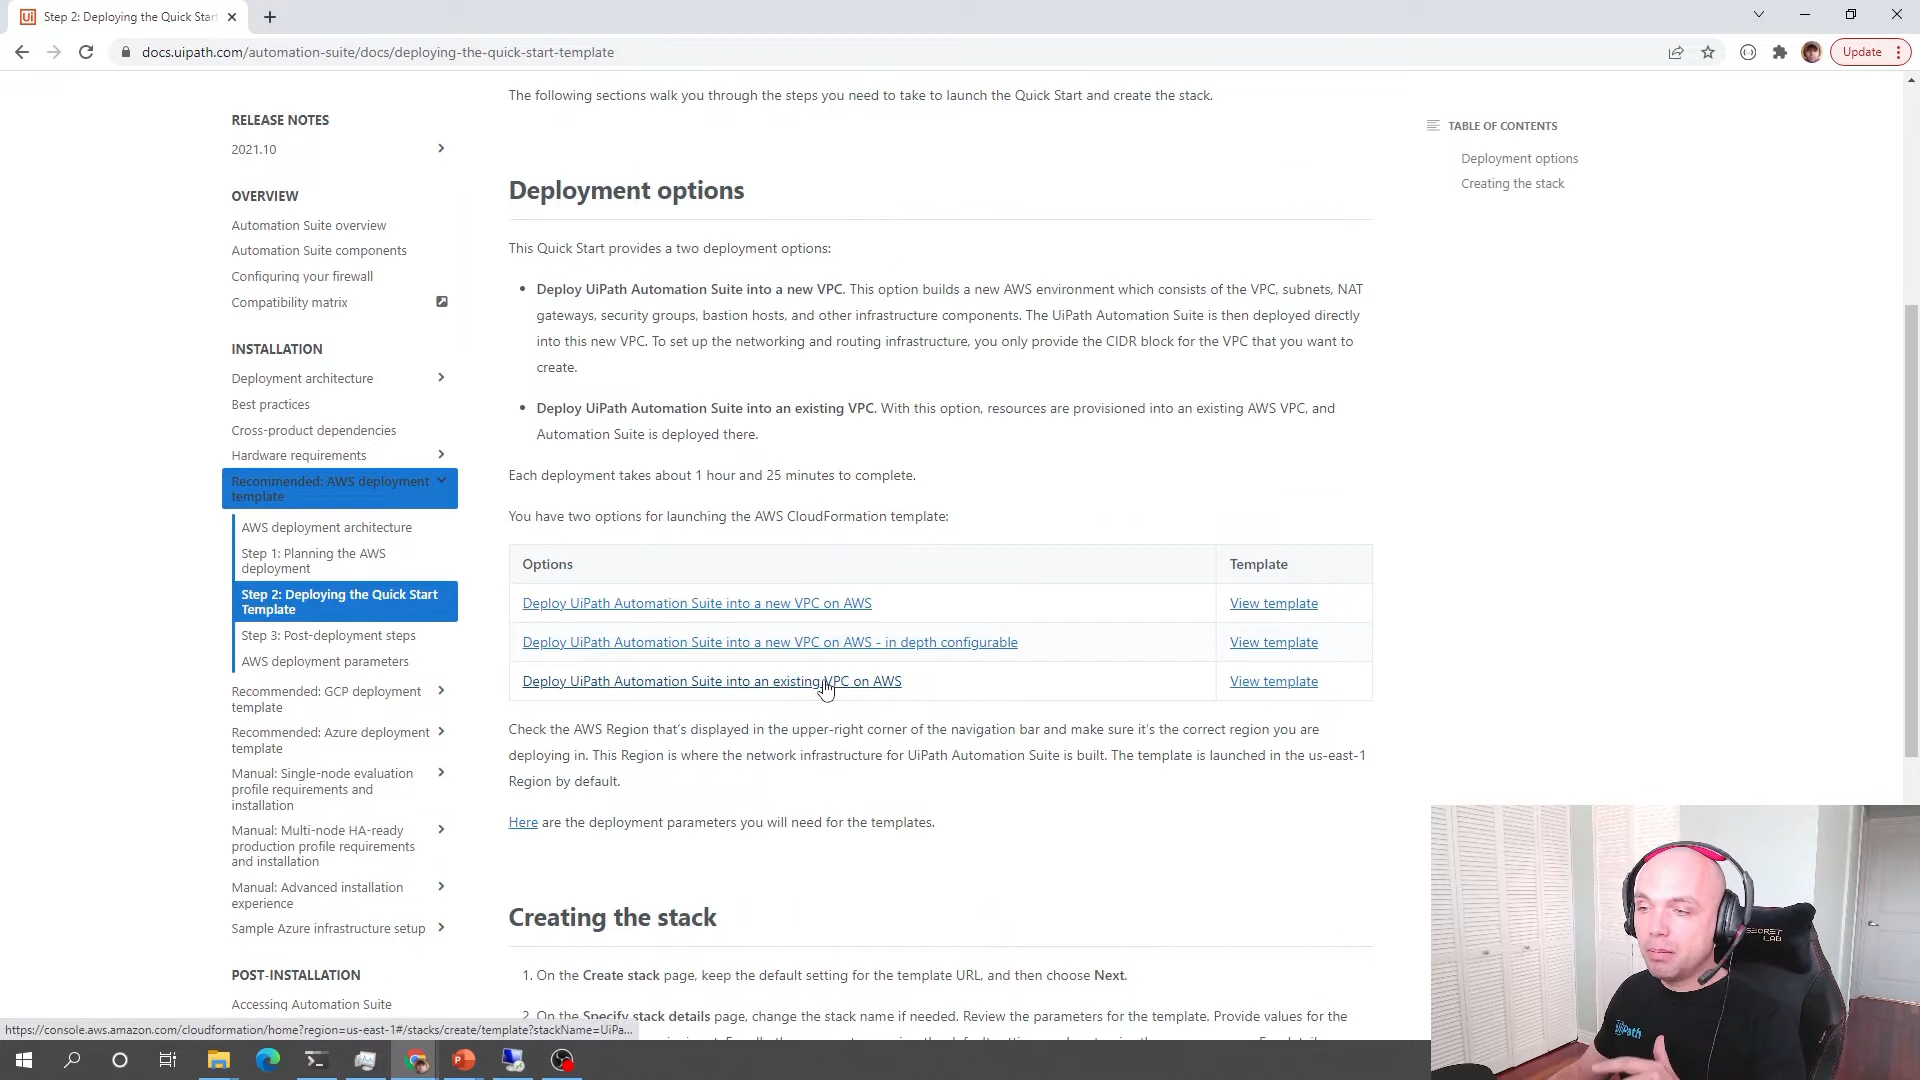 Step 2: Deploying the Quick Start
docs.uipath.com/automation-suite/docs/deploying-the-quick-start-template
Update
RELEASE NOTES
2021.10
OVERVIEW
Automation Suite overview
Automation Suite components
Configuring your firewall
Compatibility matrix
INSTALLATION
Deployment architecture
Best practices
Cross-product dependencies
Hardware requirements
Recommended: AWS deployment
template
AWS deployment architecture
Step 1: Planning the AWS
deployment
Step 2: Deploying the Quick Start
Template
Step 3: Post-deployment steps
AWS deployment parameters
Recommended: GCP deployment
template
Recommended: Azure deployment
template
Manual: Single-node evaluation
profile requirements and
installation
Manual: Multi-node HA-ready
production profile requirements
and installation
Manual: Advanced installation
experience
Sample Azure infrastructure setup
POST-INSTALLATION
Accessing Automation Suite
The following sections walk you through the steps you need to take to launch the Quick Start and create the stack.
Deployment options
This Quick Start provides a two deployment options:
• Deploy UiPath Automation Suite into a new VPC. This option builds a new AWS environment which consists of the VPC, subnets, NAT
gateways, security groups, bastion hosts, and other infrastructure components. The UiPath Automation Suite is then deployed directly
into this new VPC. To set up the networking and routing infrastructure, you only provide the CIDR block for the VPC that you want to
create.
• Deploy UiPath Automation Suite into an existing VPC. With this option, resources are provisioned into an existing AWS VPC, and
Automation Suite is deployed there.
Each deployment takes about 1 hour and 25 minutes to complete.
You have two options for launching the AWS CloudFormation template:
Options Template
Deploy UiPath Automation Suite into a new VPC on AWS View template
Deploy UiPath Automation Suite into a new VPC on AWS - in depth configurable View template
Deploy UiPath Automation Suite into an existing VPC on AWS View template
Check the AWS Region that's displayed in the upper-right corner of the navigation bar and make sure it's the correct region you are
deploying in. This Region is where the network infrastructure for UiPath Automation Suite is built. The template is launched in the us-east-1
Region by default.
Here are the deployment parameters you will need for the templates.
Creating the stack
1. On the Create stack page, keep the default setting for the template URL, and then choose Next.
2. On the Specify stack details page, change the stack name if needed. Review the parameters for the template. Provide values for the
TABLE OF CONTENTS
Deployment options
Creating the stack
https://console.aws.amazon.com/cloudformation/home?region=us-east-1#/stacks/create/template?stackName=UiPa...
SECRET
LAB
UiPath